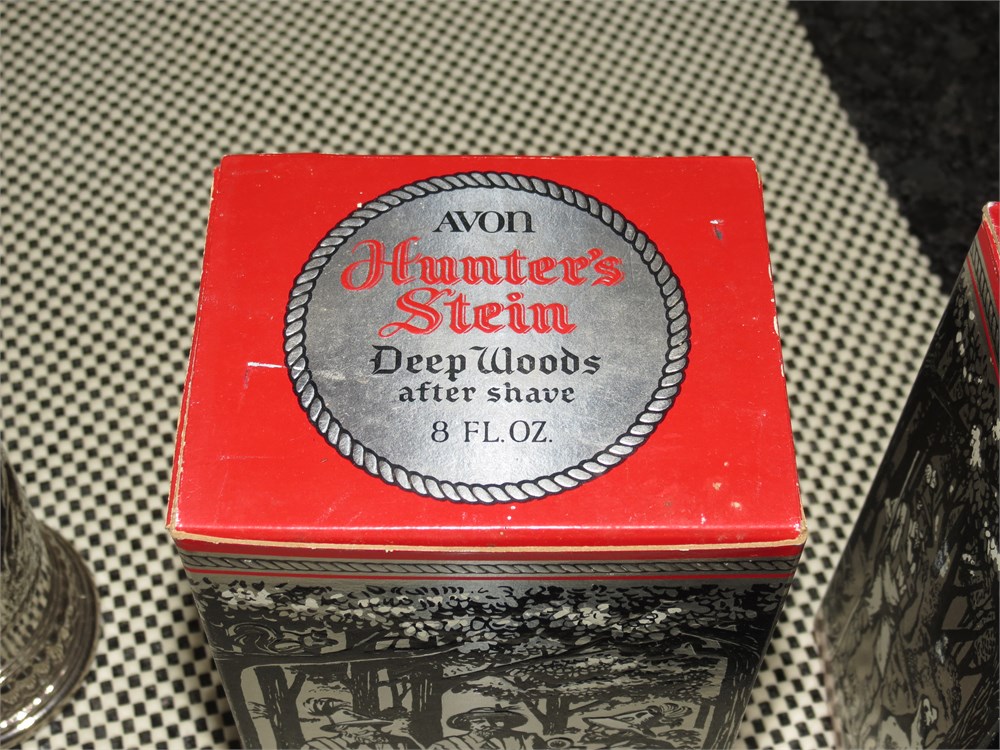 AVON
Hunter's
Stein
Deep Woods
after shave
8 FL. OZ.